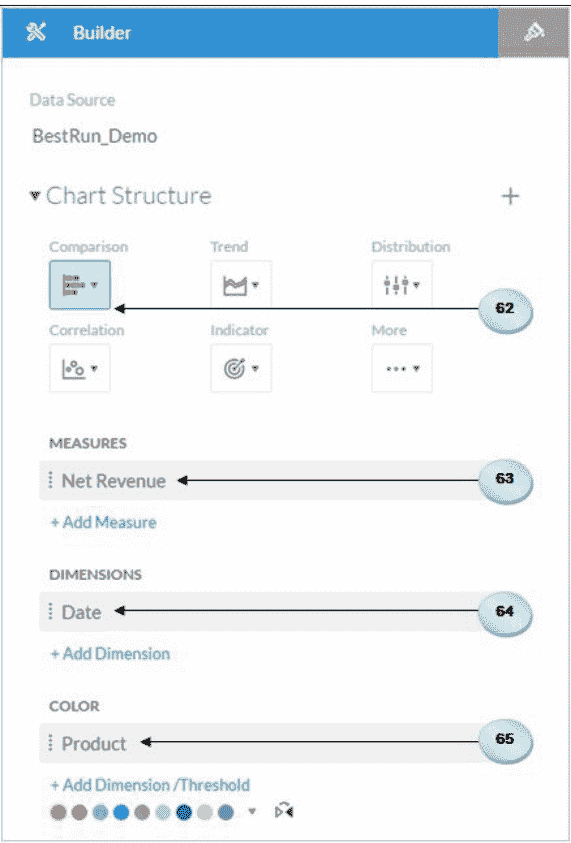 Builder
Data Source
BestRun_Demo
Chart Structure
Comparison Trend Distribution
62
Correlation Indicator More
MEASURES
Net Revenue 63
+ Add Measure
DIMENSIONS
Date 64
+ Add Dimension
COLOR
Product 65
+ Add Dimension /Threshold